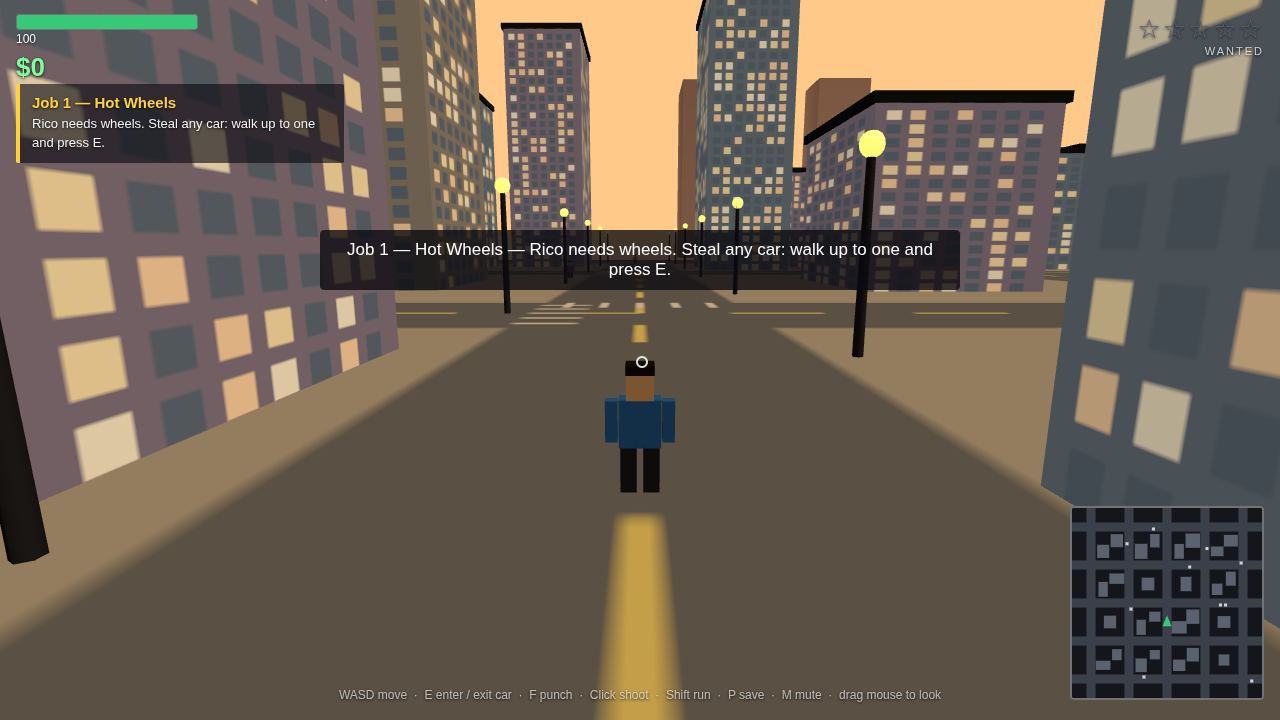 100
$0
WANTED
Job 1 — Hot Wheels
Rico needs wheels. Steal any car: walk up to one
and press E.
Job 1 — Hot Wheels — Rico needs wheels. Steal any car: walk up to one and
press E.
WASD move · E enter / exit car · F punch · Click shoot · Shift run · P save · M mute · drag mouse to look